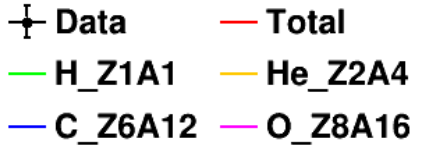 Data Total
H_Z1A1 He_Z2A4
C_Z6A12 O_Z8A16